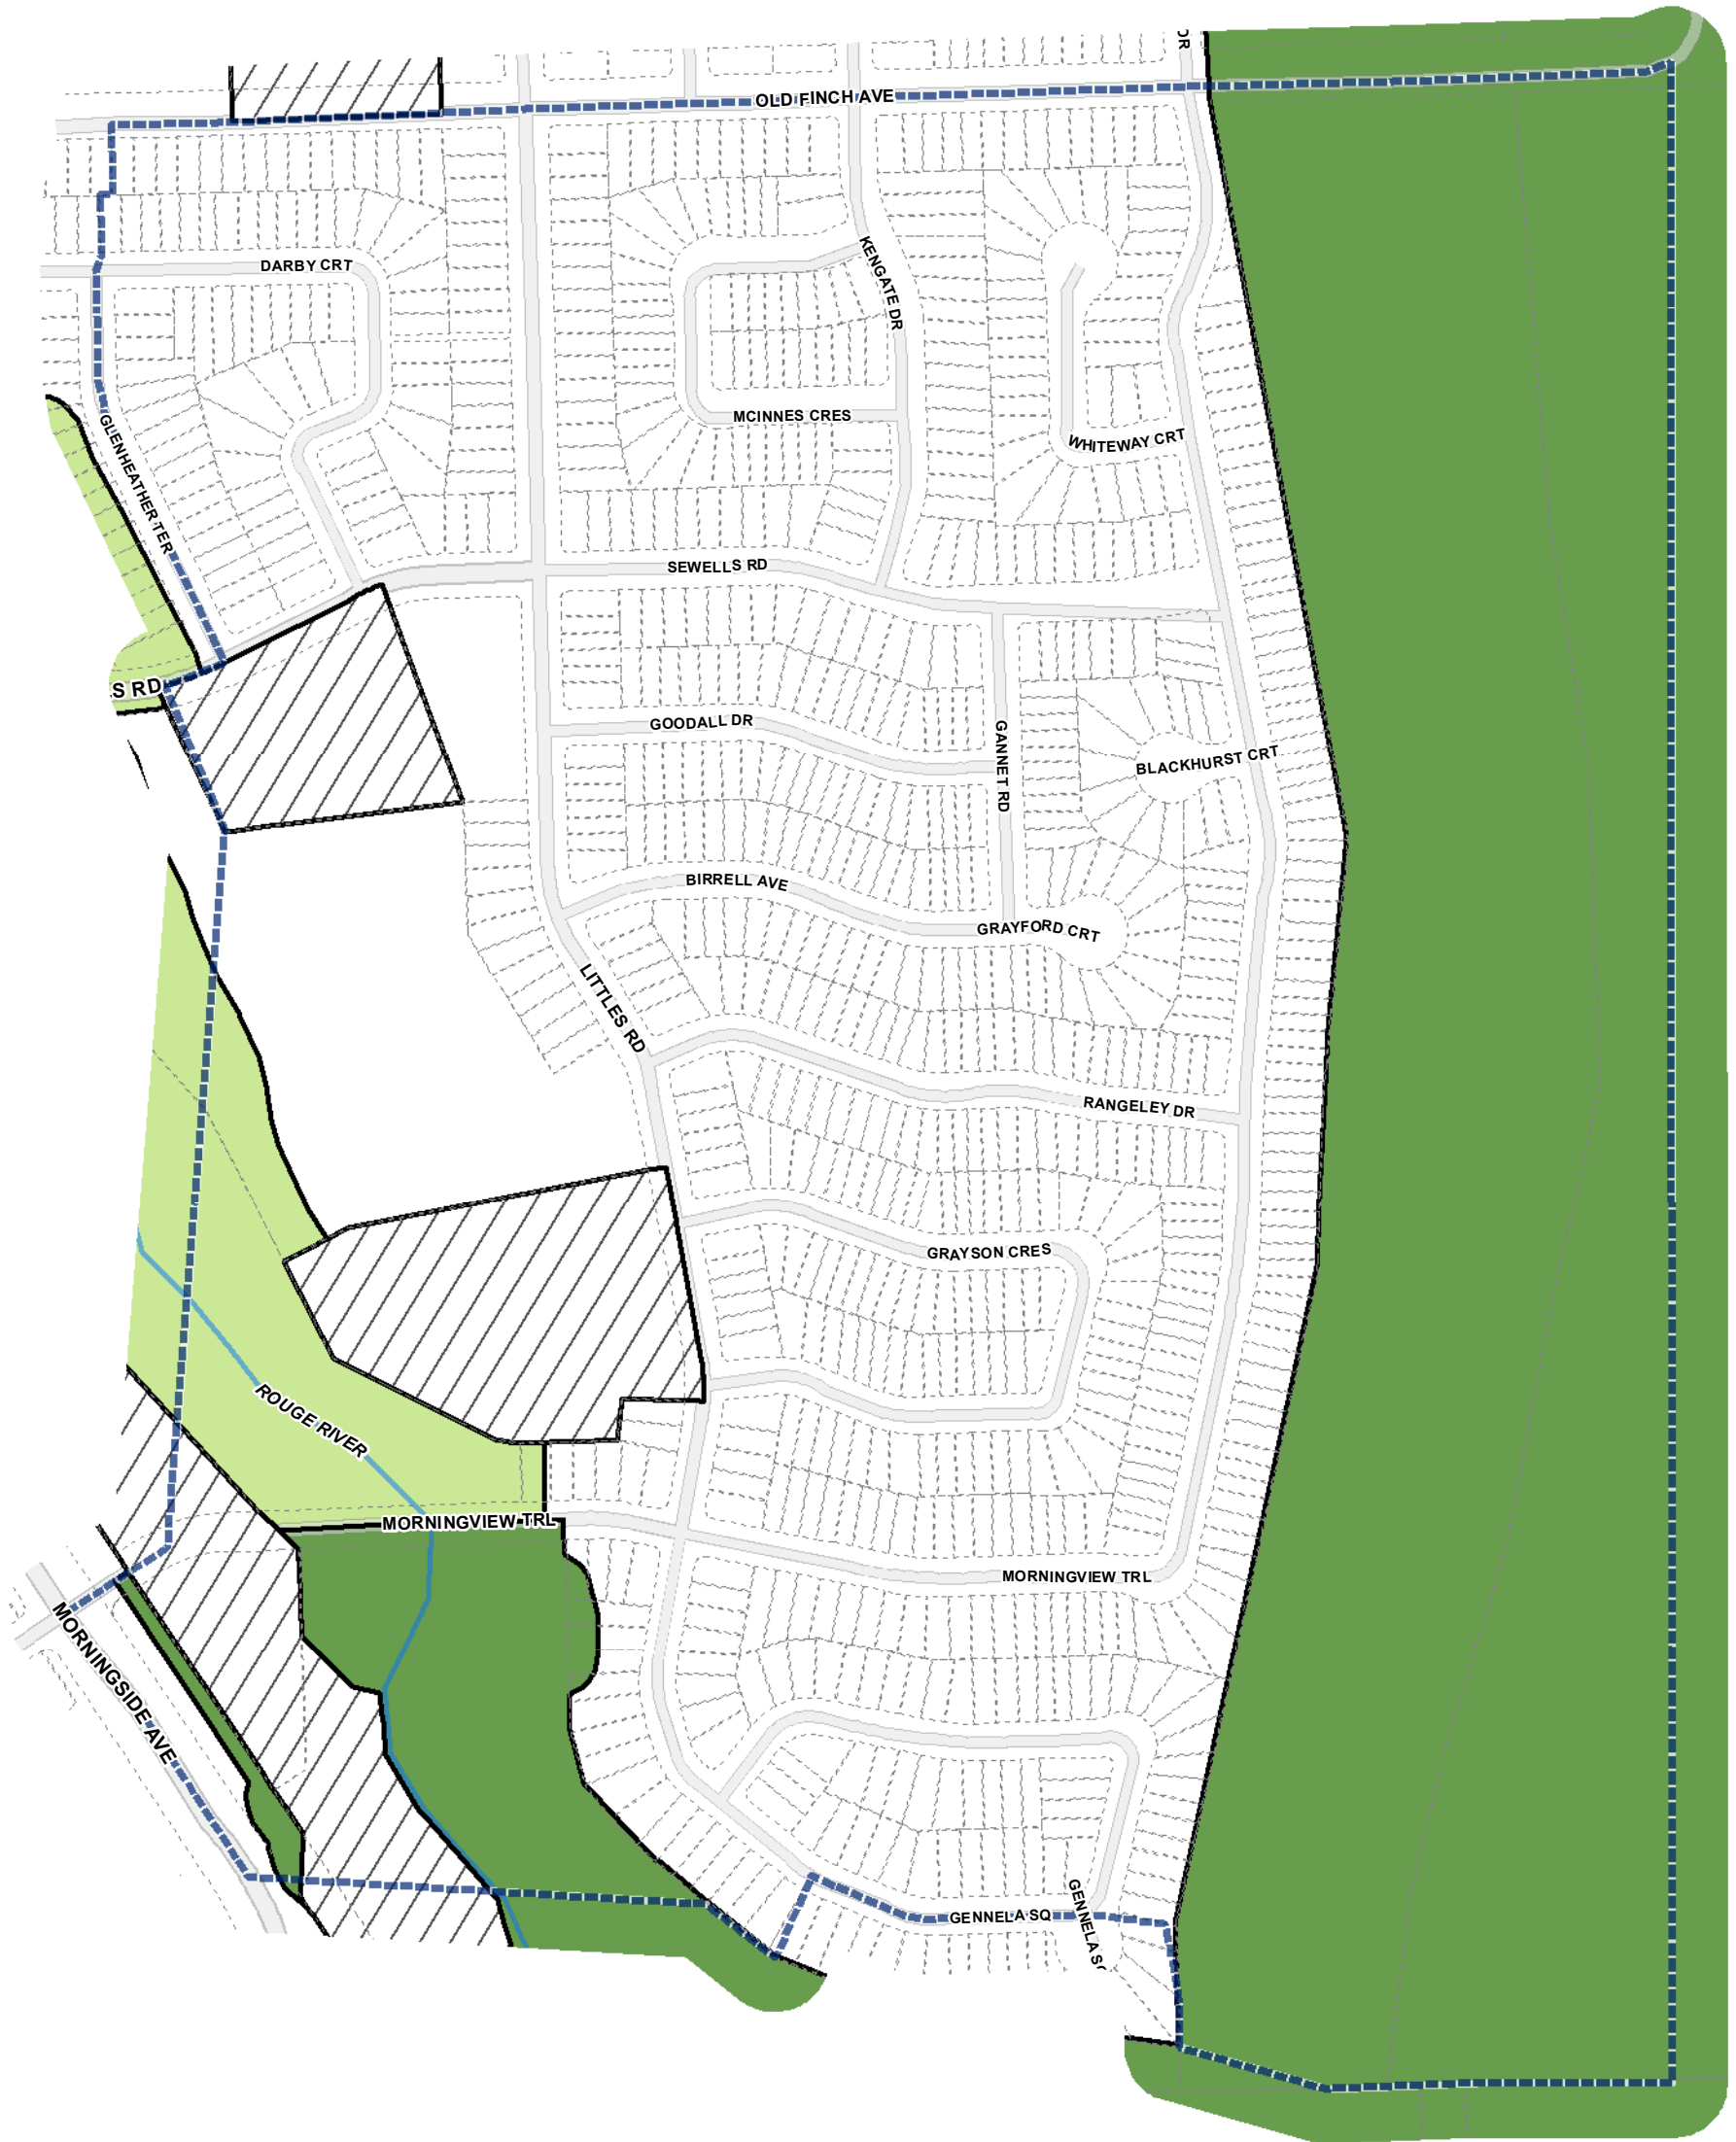 DR
OLD FINCH AVE
DARBY CRT
KENGATE DR
MCINNES CRES
WHITEWAY CRT
GLENHEATHER TER
SEWELLS RD
S RD
GOODALL DR
GANNET RD
BLACKHURST CRT
BIRRELL AVE
GRAYFORD CRT
LITTLES RD
RANGELEY DR
GRAYSON CRES
ROUGE RIVER
MORNINGVIEW TRL
MORNINGVIEW TRL
MORNINGSIDE AVE
GENNELA SQ
GENNELA SQ